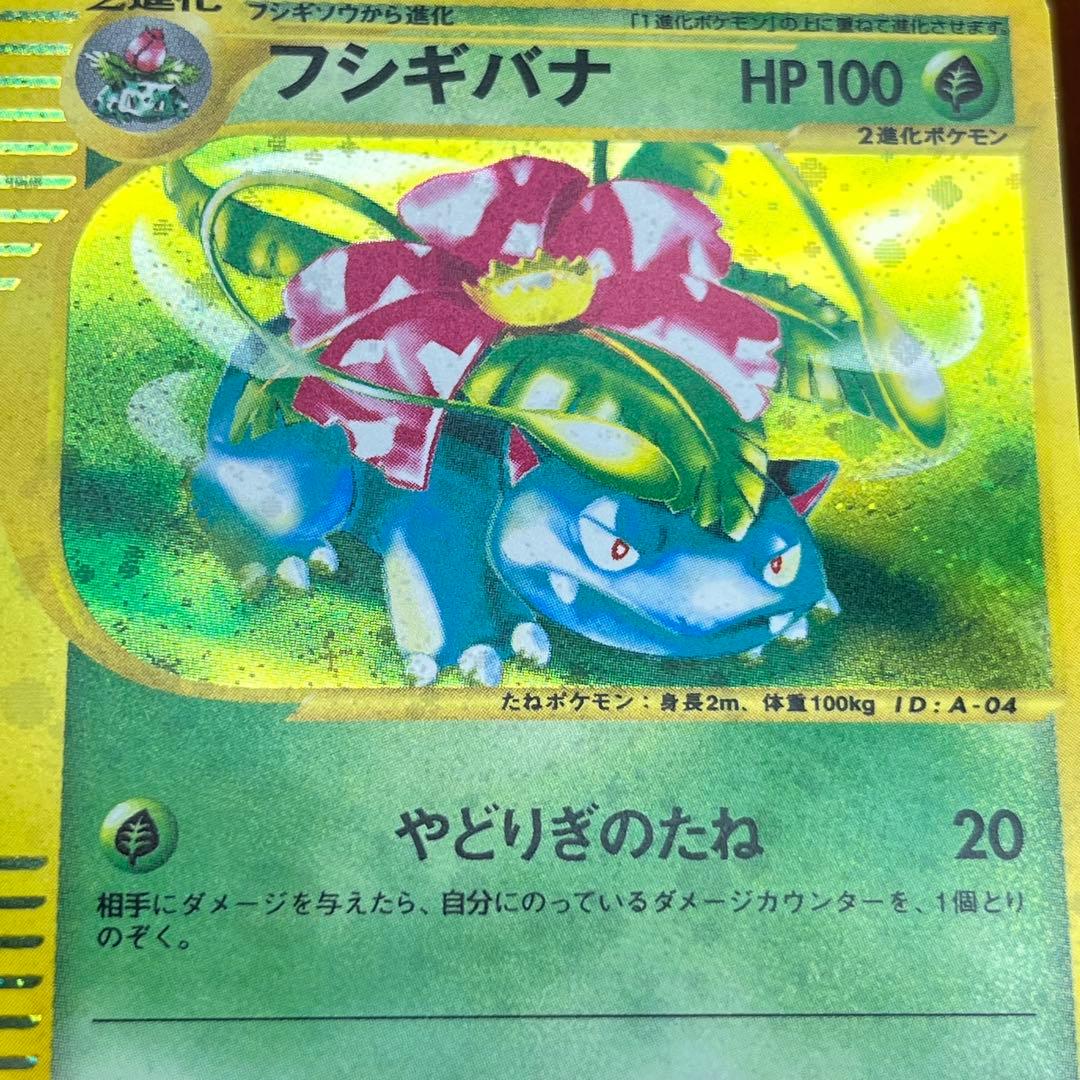 2進化
フシギソウから進化
「1進化ポケモン」の上に重ねて進化させます。
フシギバナ HP100
2進化ポケモン
たねポケモン：身長2m、体重100kg ID:A-04
やどりぎのたね 20
相手にダメージを与えたら、自分にのっているダメージカウンターを、1個とり
のぞく。